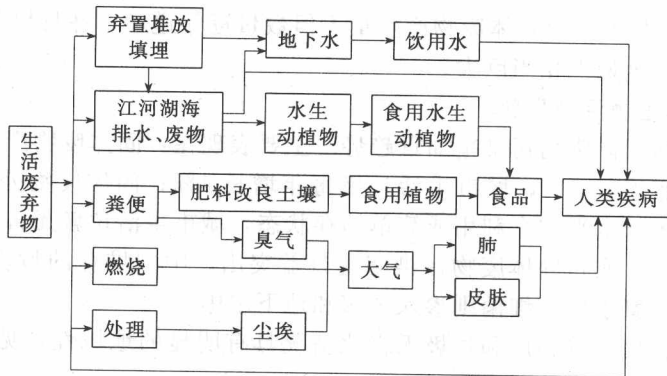 弃置堆放
填埋
地下水
饮用水
江河湖海
排水、废物
水生
动植物
食用水生
动植物
生活废弃物
粪便
肥料改良土壤
食用植物
食品
人类疾病
臭气
燃烧
大气
肺
皮肤
处理
尘埃